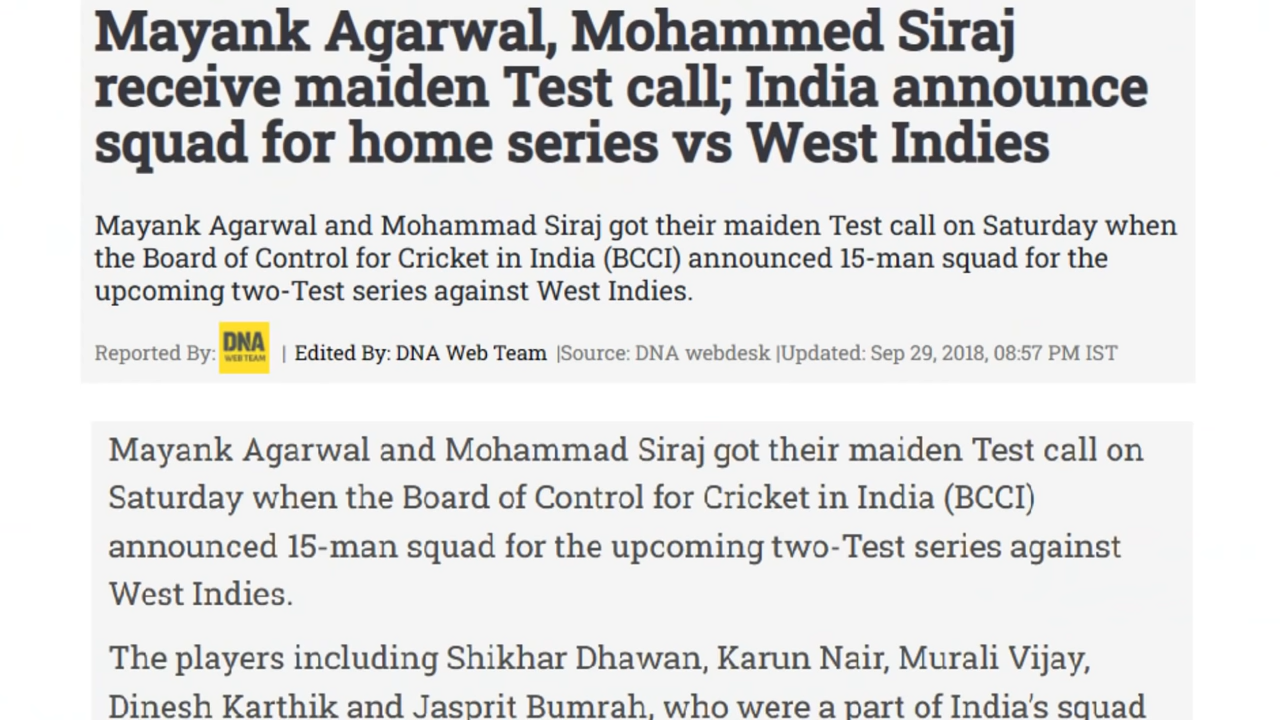 Mayank Agarwal, Mohammed Siraj
receive maiden Test call; India announce
squad for home series vs West Indies
Mayank Agarwal and Mohammad Siraj got their maiden Test call on Saturday when
the Board of Control for Cricket in India (BCCI) announced 15-man squad for the
upcoming two-Test series against West Indies.
Reported By: DNA WEB TEAM | Edited By: DNA Web Team |Source: DNA webdesk |Updated: Sep 29, 2018, 08:57 PM IST
Mayank Agarwal and Mohammad Siraj got their maiden Test call on
Saturday when the Board of Control for Cricket in India (BCCI)
announced 15-man squad for the upcoming two-Test series against
West Indies.
The players including Shikhar Dhawan, Karun Nair, Murali Vijay,
Dinesh Karthik and Jasprit Bumrah, who were a part of India's squad